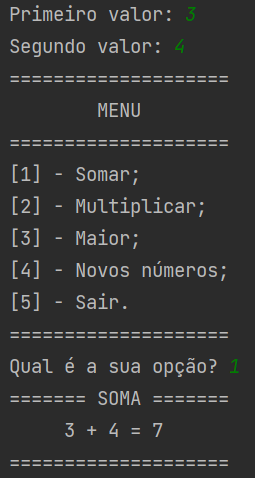 Primeiro valor: 3
Segundo valor: 4
====================
MENU
====================
[1] - Somar;
[2] - Multiplicar;
[3] - Maior;
[4] - Novos números;
[5] - Sair.
====================
Qual é a sua opção? 1
======= SOMA =======
3 + 4 = 7
====================